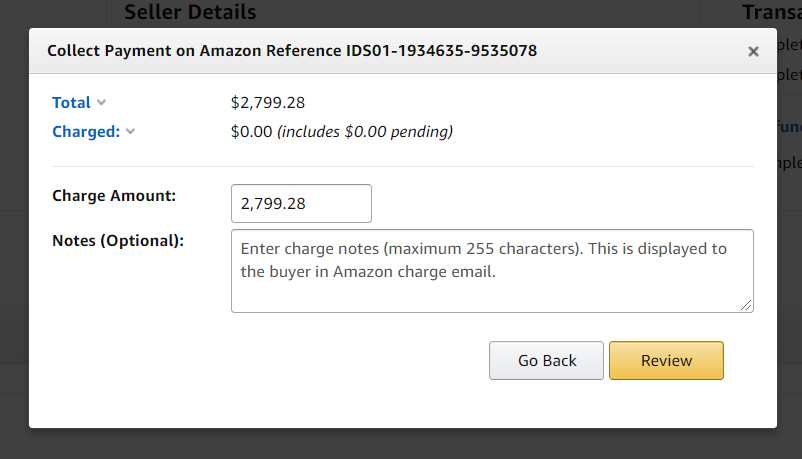 Seller Details
Transa
Collect Payment on Amazon Reference IDS01-1934635-9535078
×
Total
$2,799.28
Charged:
$0.00 (includes $0.00 pending)
Charge Amount:
2,799.28
Notes (Optional):
Enter charge notes (maximum 255 characters). This is displayed to
the buyer in Amazon charge email.
Go Back
Review